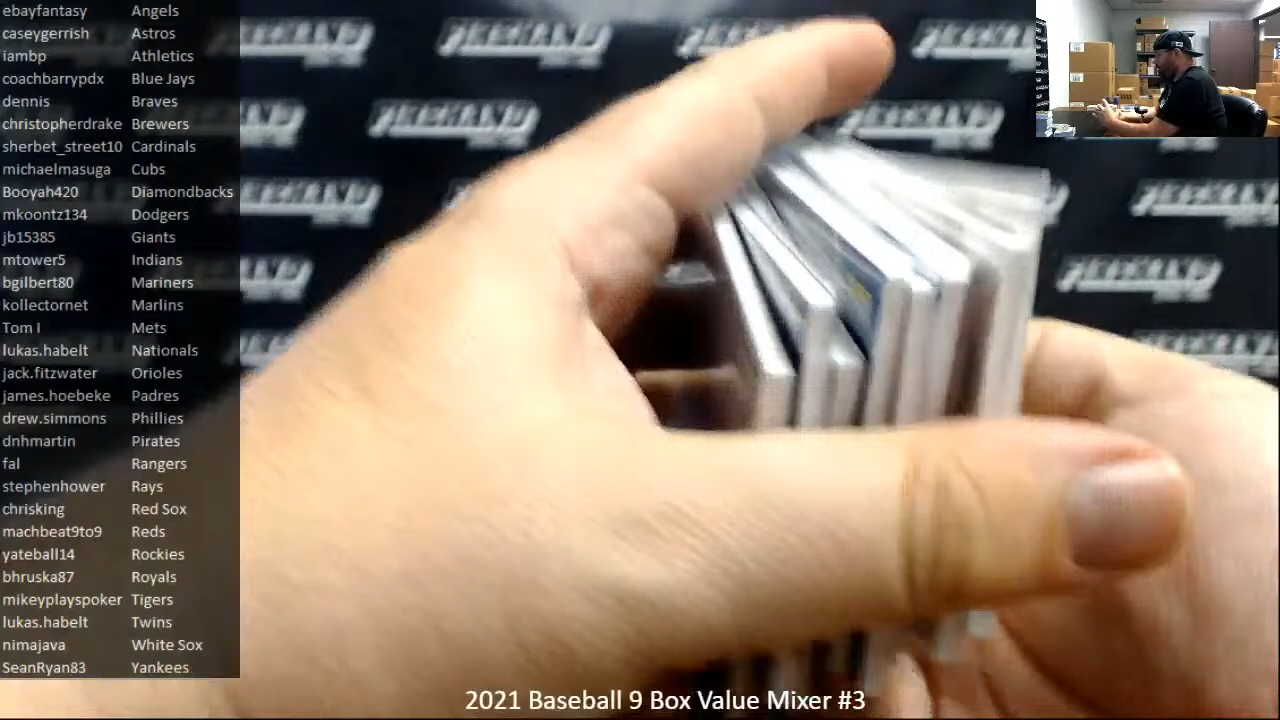 ebayfantasy Angels
caseygerrish Astros
iambp Athletics
coachbarrypdx Blue Jays
dennis Braves
christopherdrake Brewers
sherbet_street10 Cardinals
michaelmasuga Cubs
Booyah420 Diamondbacks
mkoontz134 Dodgers
jb15385 Giants
mtower5 Indians
bgilbert80 Mariners
kollectornet Marlins
Tom I Mets
lukas.habelt Nationals
jack.fitzwater Orioles
james.hoebeke Padres
drew.simmons Phillies
dnhmartin Pirates
fal Rangers
stephenhower Rays
chrisking Red Sox
machbeat9to9 Reds
yateball14 Rockies
bhruska87 Royals
mikeyplayspoker Tigers
lukas.habelt Twins
nimajava White Sox
SeanRyan83 Yankees
2021 Baseball 9 Box Value Mixer #3